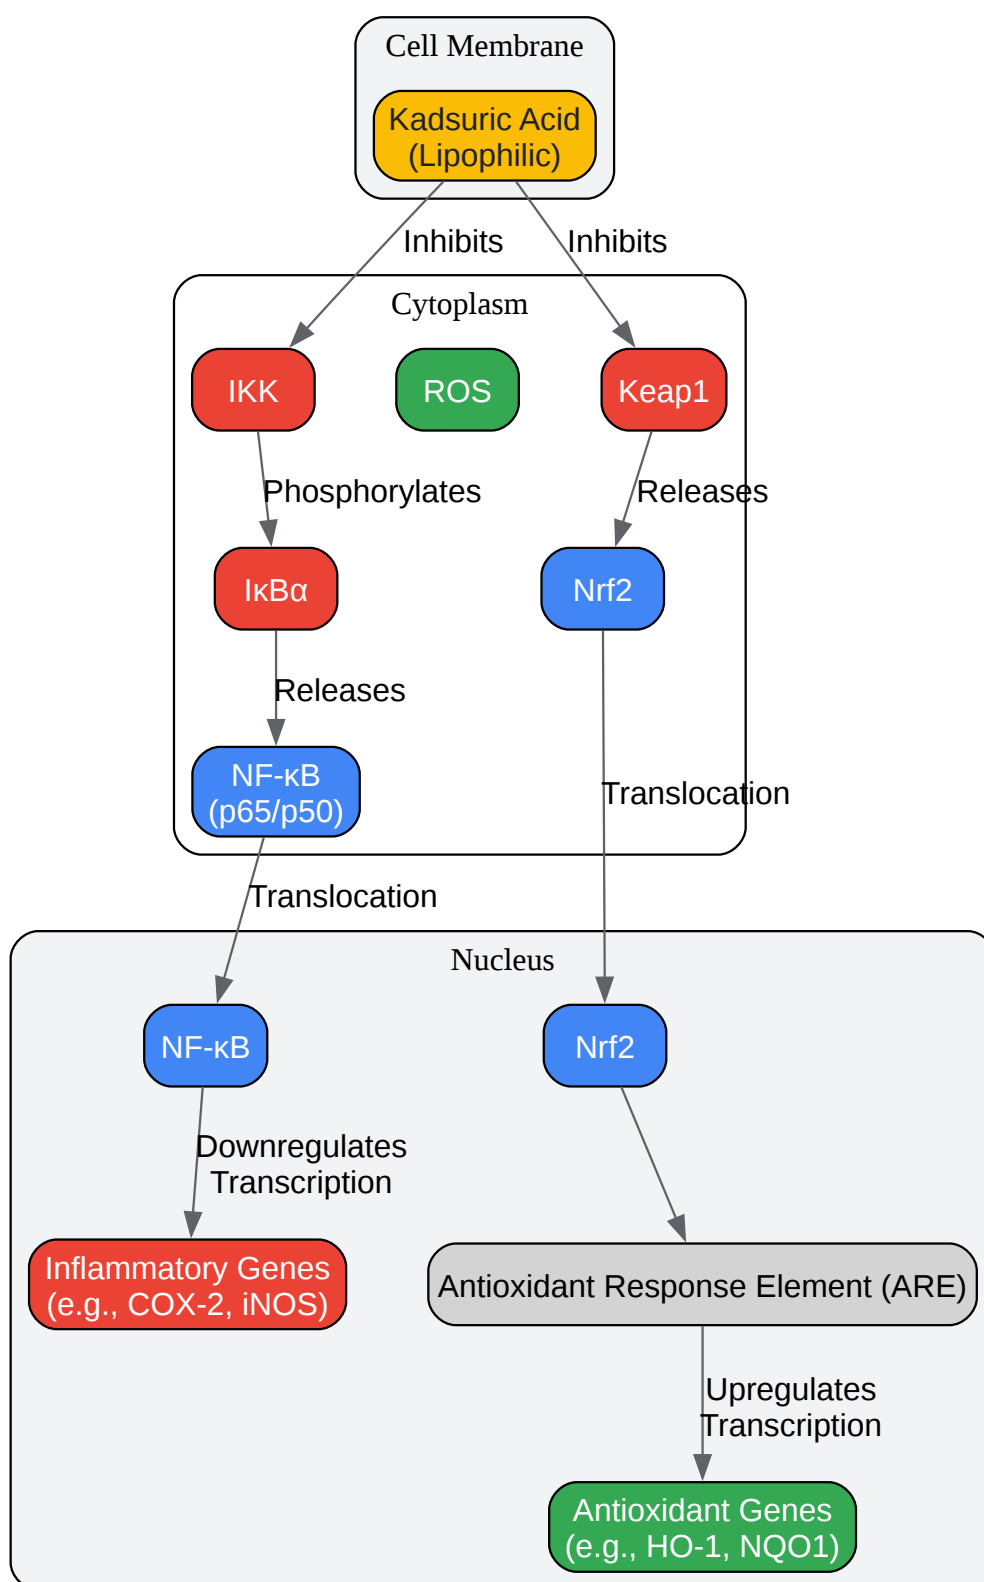 Cell Membrane
Kadsuric Acid
(Lipophilic)
Inhibits
Inhibits
Cytoplasm
IKK
ROS
Keap1
Phosphorylates
Releases
IκBα
Nrf2
Releases
NF-κB
(p65/p50)
Translocation
Translocation
Nucleus
NF-κB
Nrf2
Downregulates
Transcription
Inflammatory Genes
(e.g., COX-2, iNOS)
Antioxidant Response Element (ARE)
Upregulates
Transcription
Antioxidant Genes
(e.g., HO-1, NQO1)